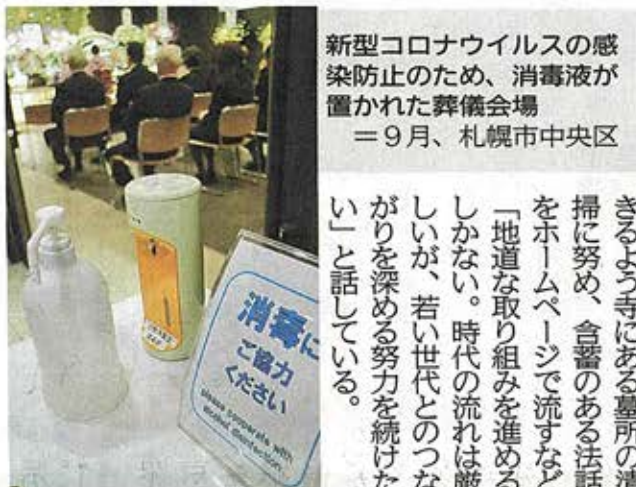 新型コロナウイルスの感
染防止のため、消毒液が
置かれた葬儀会場
＝９月、札幌市中央区
きるよう寺にある墓所の清
掃に努め、含蓄のある法話
をホームページで流すなど
「地道な取り組みを進める
しかない。時代の流れは厳
しいが、若い世代とのつな
がりを深める努力を続けた
い」と話している。
消毒に
ご協力
ください
please cooperate with
alcohol disinfection